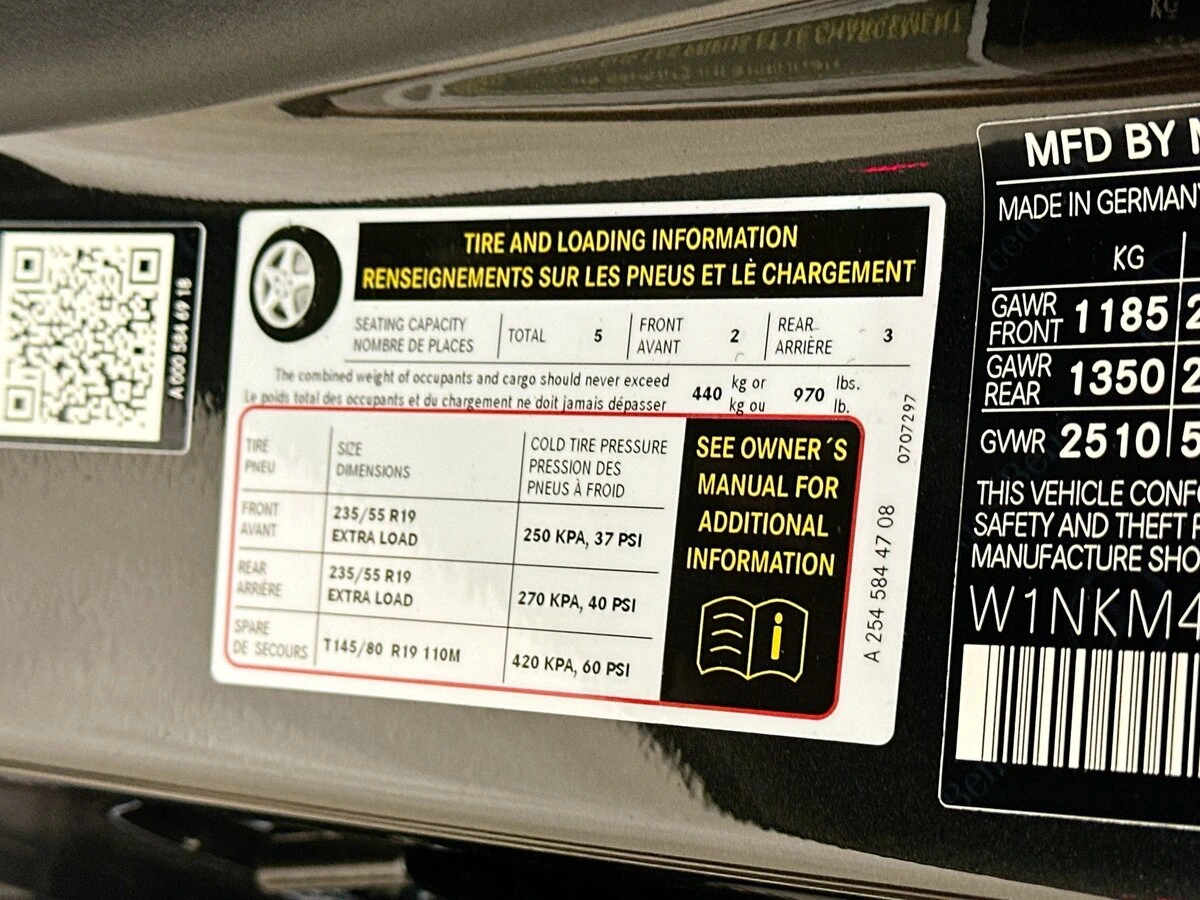 A 000 584 69 18
TIRE AND LOADING INFORMATION
RENSEIGNEMENTS SUR LES PNEUS ET LÈ CHARGEMENT
SEATING CAPACITY
NOMBRE DE PLACES
TOTAL 5
FRONT
AVANT
2
REAR
ARRIÈRE
3
The combined weight of occupants and cargo should never exceed
Le poids total des occupants et du chargement ne doit jamais dépasser
440
kg or
kg ou
970
lbs.
lb.
TIRE
PNEU
SIZE
DIMENSIONS
COLD TIRE PRESSURE
PRESSION DES
PNEUS À FROID
FRONT
AVANT
235/55 R19
EXTRA LOAD
250 KPA, 37 PSI
REAR
ARRIÈRE
235/55 R19
EXTRA LOAD
270 KPA, 40 PSI
SPARE
DE SECOURS
T145/80 R19 110M
420 KPA, 60 PSI
SEE OWNER´S
MANUAL FOR
ADDITIONAL
INFORMATION
0707297
A 254 584 47 08
MFD BY
MADE IN GERMANY
KG
GAWR
FRONT
1185 2
GAWR
REAR
1350 2
GVWR 2510 5
THIS VEHICLE CONF
SAFETY AND THEFT
MANUFACTURE SHO
W1NKM4